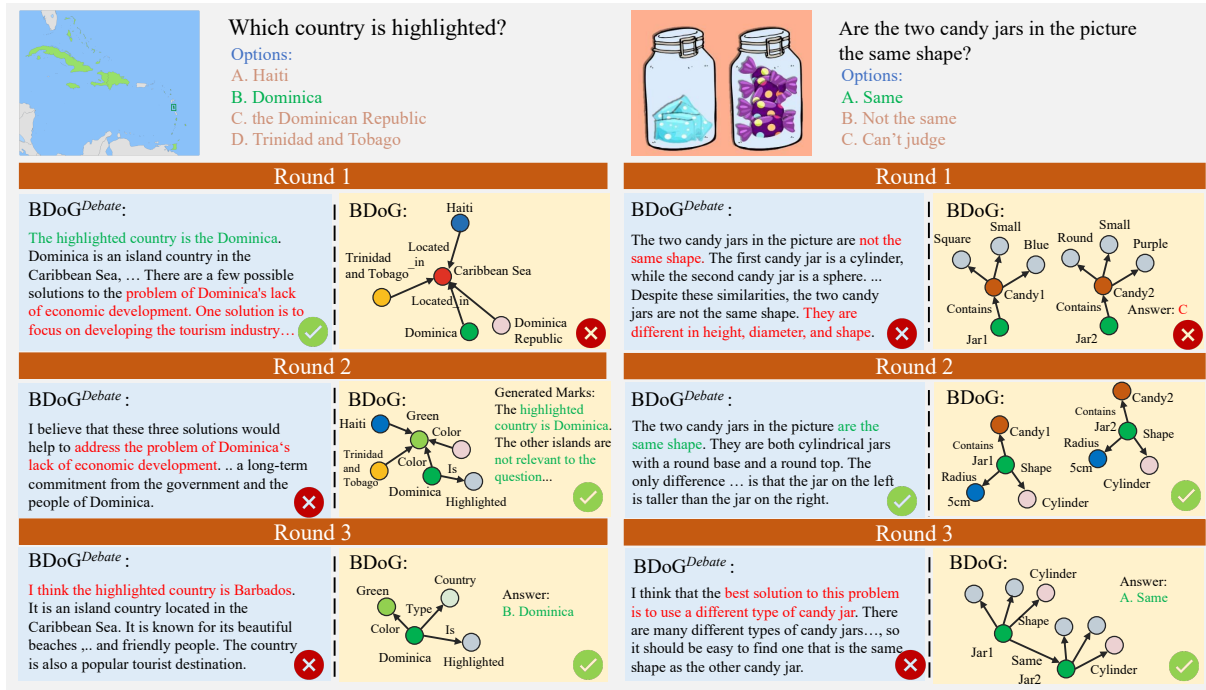 Which country is highlighted?
Options:
A. Haiti
B. Dominica
C. the Dominican Republic
D. Trinidad and Tobago
Are the two candy jars in the picture
the same shape?
Options:
A. Same
B. Not the same
C. Can't judge
Round 1
BDoG^Debate:
The highlighted country is the Dominica.
Dominica is an island country in the
Caribbean Sea, … There are a few possible
solutions to the problem of Dominica's lack
of economic development. One solution is to
focus on developing the tourism industry…
BDoG:
Haiti
Located
_in
Trinidad
and Tobago
Caribbean Sea
Located_in
Dominica
Dominica
Republic
Round 1
BDoG^Debate:
The two candy jars in the picture are not the
same shape. The first candy jar is a cylinder,
while the second candy jar is a sphere. ...
Despite these similarities, the two candy
jars are not the same shape. They are
different in height, diameter, and shape.
BDoG:
Small
Square
Blue
Candy1
Contains
Jar1
Small
Round
Purple
Candy2
Contains
Answer: C
Jar2
Round 2
BDoG^Debate:
I believe that these three solutions would
help to address the problem of Dominica‘s
lack of economic development. .. a long-term
commitment from the government and the
people of Dominica.
BDoG:
Green
Haiti
Color
Trinidad
and
Tobago
Color
Is
Dominica
Highlighted
Generated Marks:
The highlighted
country is Dominica.
The other islands are
not relevant to the
question...
Round 2
BDoG^Debate:
The two candy jars in the picture are the
same shape. They are both cylindrical jars
with a round base and a round top. The
only difference … is that the jar on the left
is taller than the jar on the right.
BDoG:
Candy1
Contains
Jar1
Shape
Radius
5cm
Cylinder
Candy2
Contains
Jar2
Shape
Radius
5cm
Cylinder
Round 3
BDoG^Debate:
I think the highlighted country is Barbados.
It is an island country located in the
Caribbean Sea. It is known for its beautiful
beaches ,.. and friendly people. The country
is also a popular tourist destination.
BDoG:
Country
Green
Type
Color
Is
Dominica
Highlighted
Answer:
B. Dominica
Round 3
BDoG^Debate:
I think that the best solution to this problem
is to use a different type of candy jar. There
are many different types of candy jars…, so
it should be easy to find one that is the same
shape as the other candy jar.
BDoG:
Cylinder
Shape
Jar1
Same
Jar2
Cylinder
Answer:
A. Same